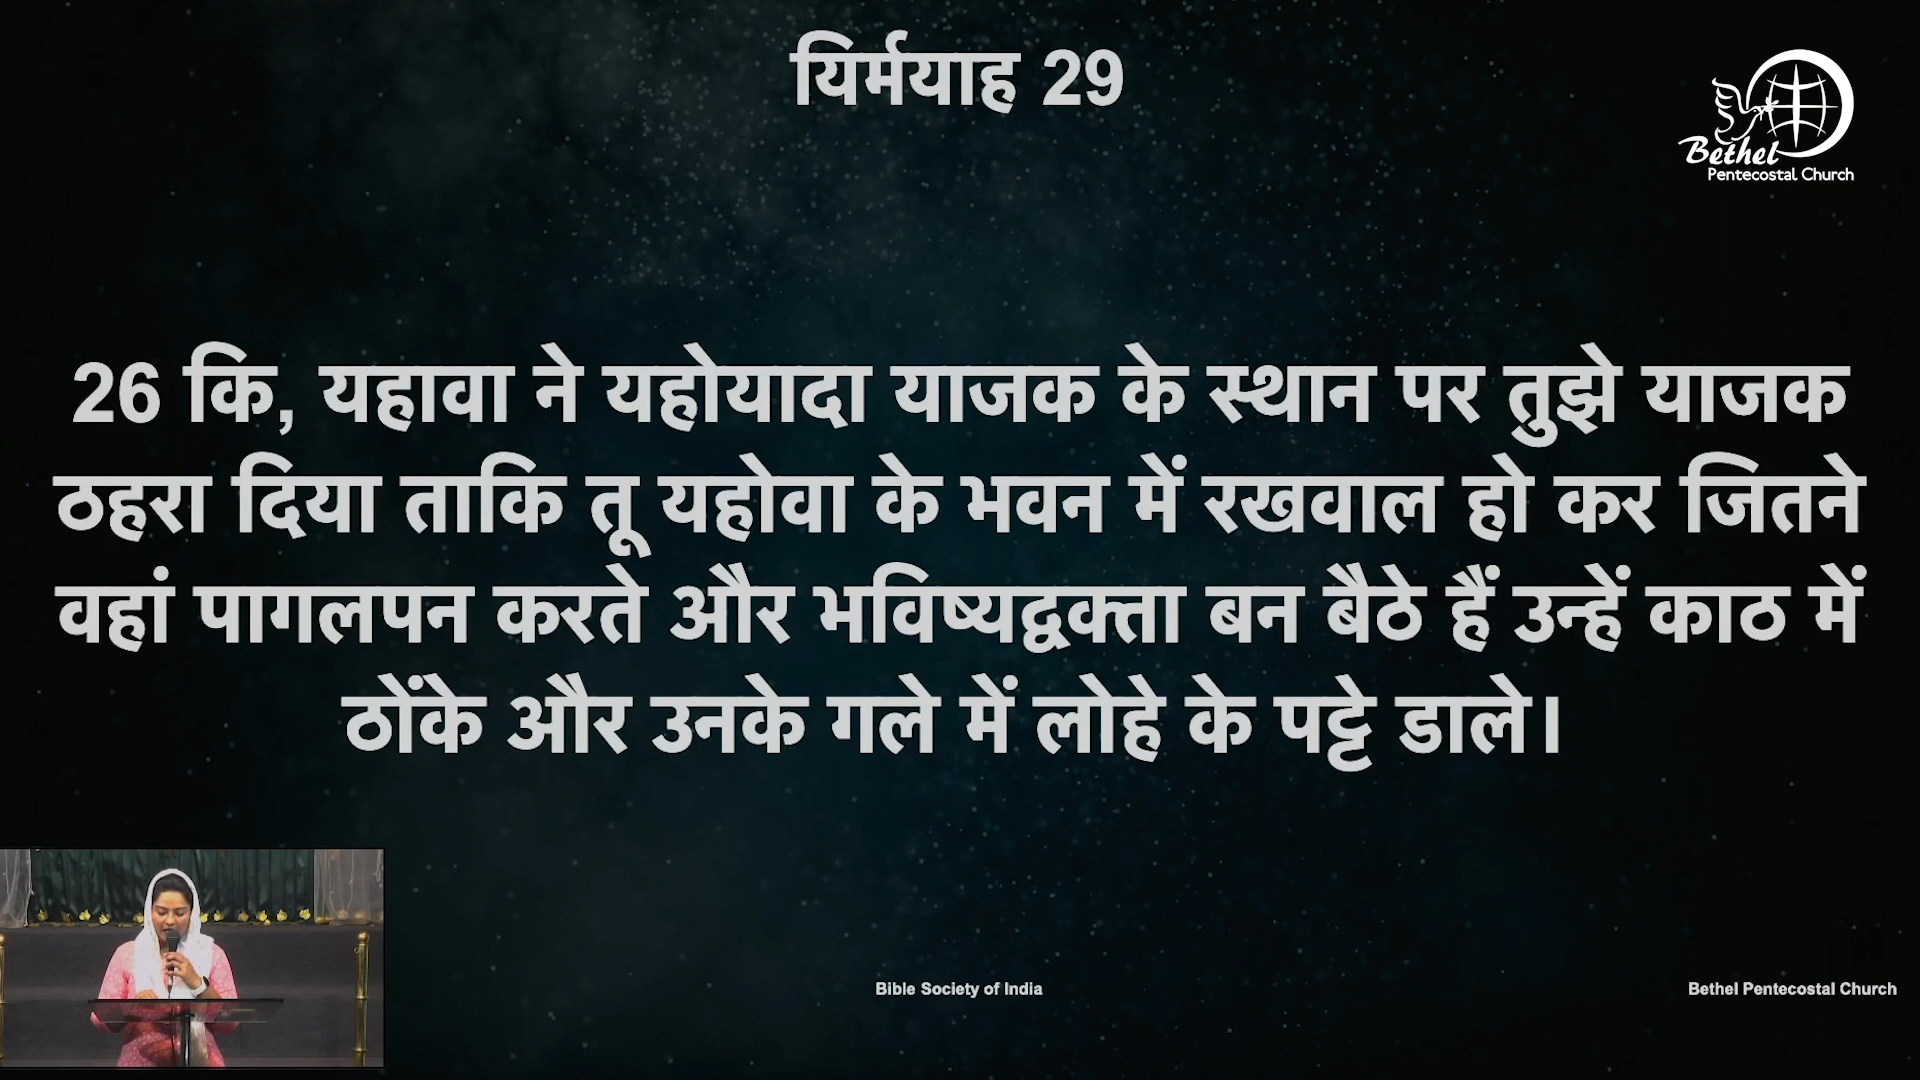 यिर्मयाह 29
Bethel
Pentecostal Church
26 कि, यहावा ने यहोयादा याजक के स्थान पर तुझे याजक
ठहरा दिया ताकि तू यहोवा के भवन में रखवाल हो कर जितने
वहां पागलपन करते और भविष्यद्वक्ता बन बैठे हैं उन्हें काठ में
ठोंके और उनके गले में लोहे के पट्टे डाले।
Bible Society of India
Bethel Pentecostal Church